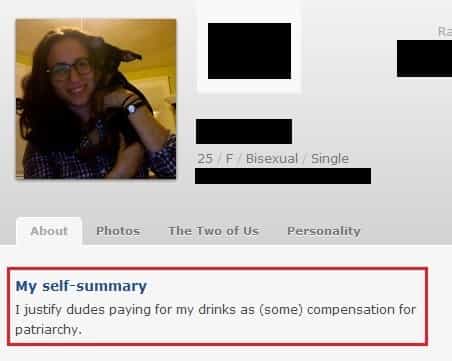 Ra
25 / F / Bisexual / Single
About Photos The Two of Us Personality
My self-summary
I justify dudes paying for my drinks as (some) compensation for
patriarchy.